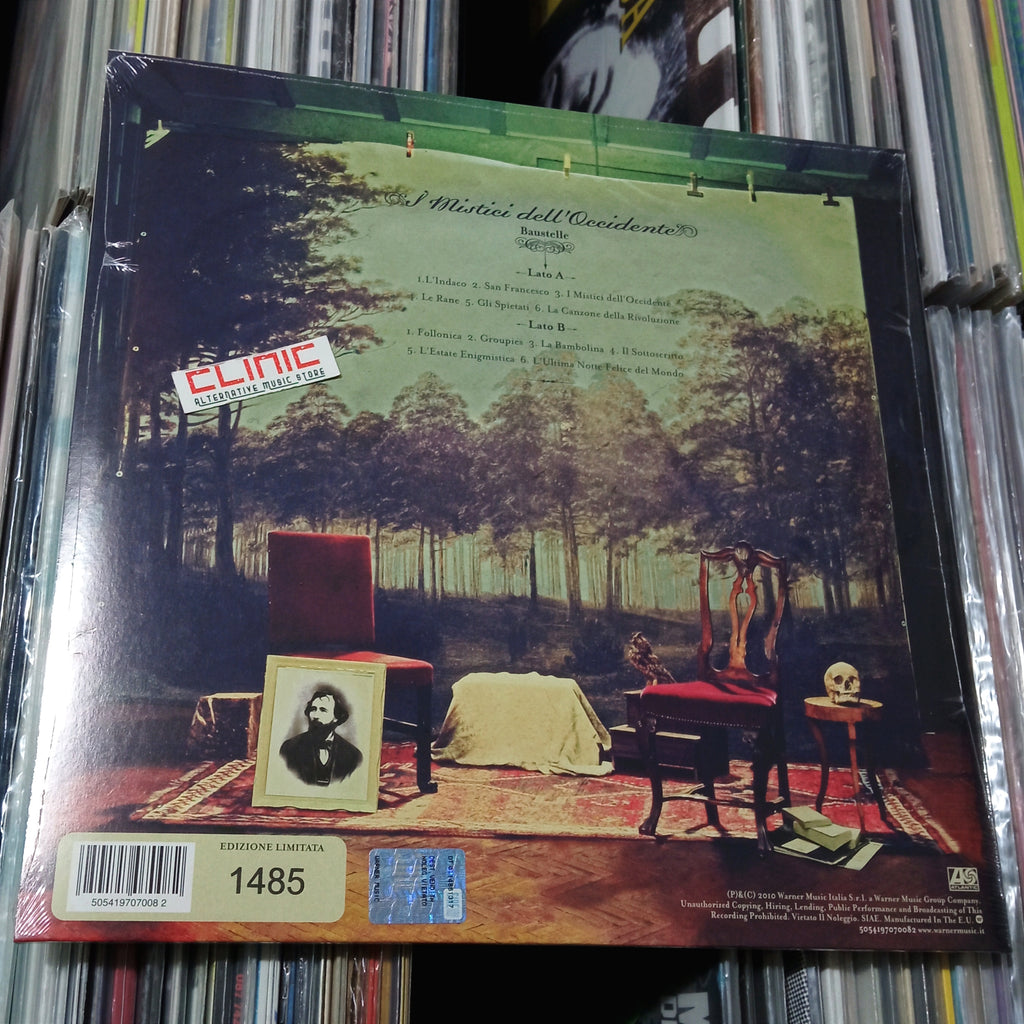 I Mistici dell'Occidente
Baustelle
Lato A
1. L'Indaco 2. San Francesco 3. I Mistici dell'Occidente
4. Le Rane 5. Gli Spietati 6. La Canzone della Rivoluzione
Lato B
1. Follonica 2. Groupies 3. La Bambolina 4. Il Sottoscritto
5. L'Estate Enigmistica 6. L'Ultima Notte Felice del Mondo
CLINIC
ALTERNATIVE MUSIC STORE
EDIZIONE LIMITATA
1485
505419707008 2
ATLANTIC
(P)&(C) 2010 Warner Music Italia S.r.l. a Warner Music Group Company.
Unauthorized Copying, Hiring, Lending, Public Performance and Broadcasting of This
Recording Prohibited. Vietato Il Noleggio. SIAE. Manufactured In The E.U.
5054197070082 www.warnermusic.it